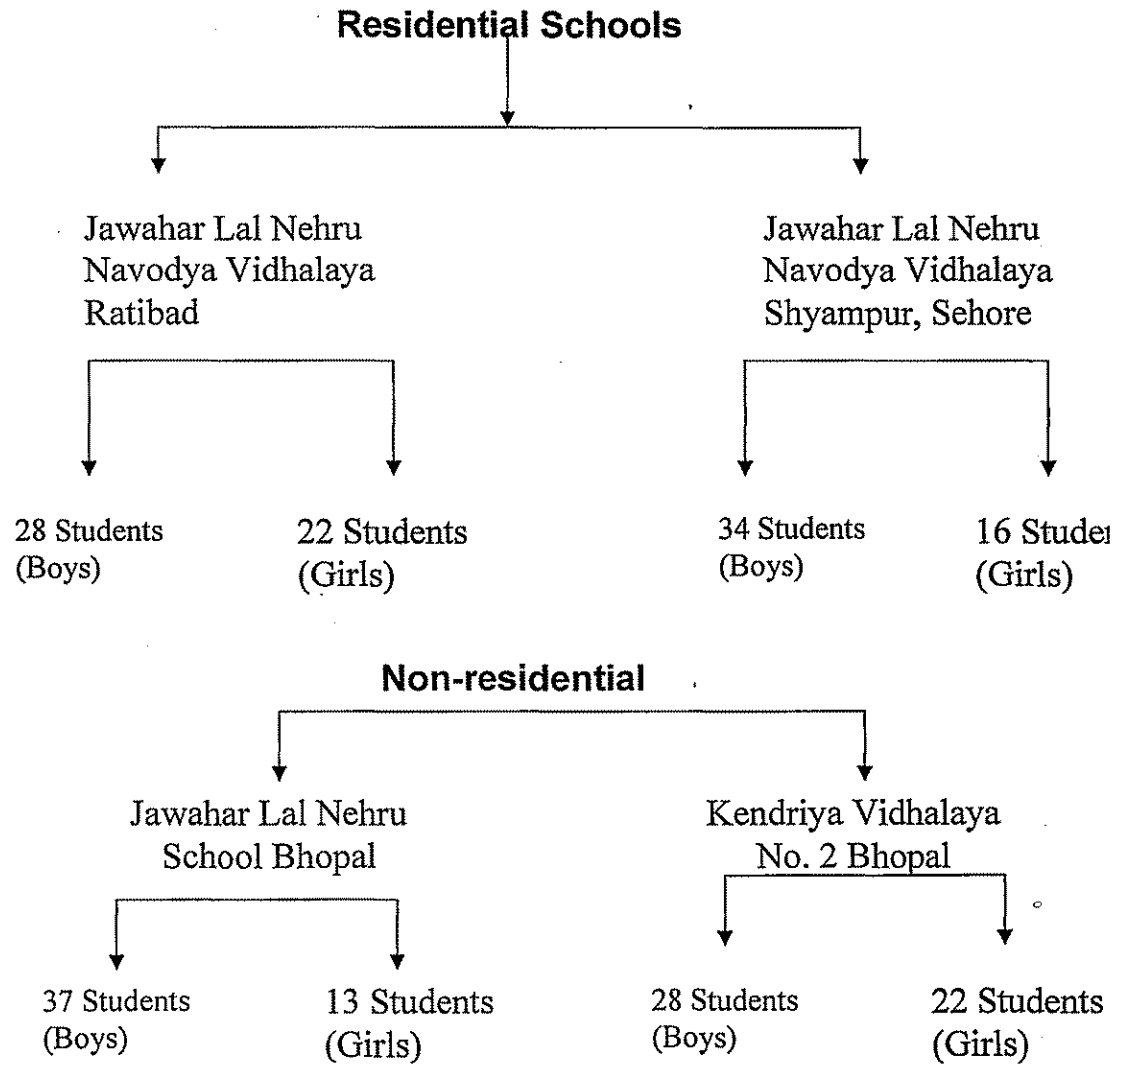 Residential Schools
Jawahar Lal Nehru
Navodya Vidhalaya
Ratibad
Jawahar Lal Nehru
Navodya Vidhalaya
Shyampur, Sehore
28 Students
(Boys)
22 Students
(Girls)
34 Students
(Boys)
16 Studen
(Girls)
Non-residential
Jawahar Lal Nehru
School Bhopal
Kendriya Vidhalaya
No. 2 Bhopal
37 Students
(Boys)
13 Students
(Girls)
28 Students
(Boys)
22 Students
(Girls)